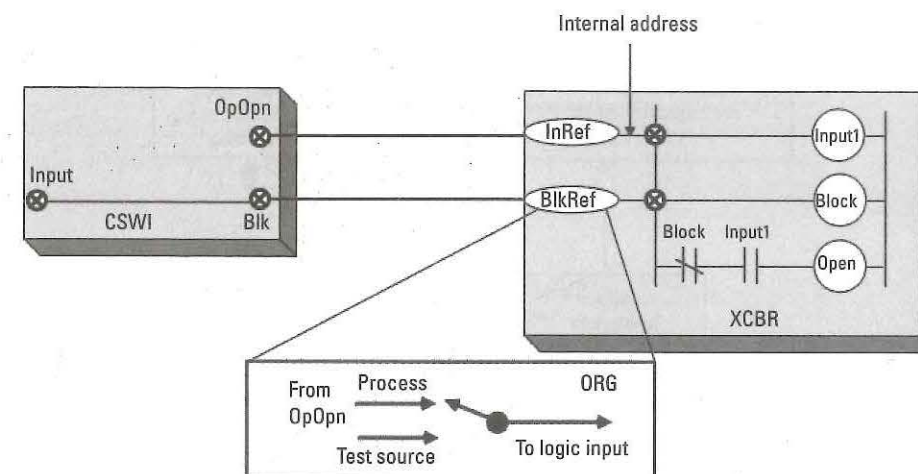 Internal address
OpOpn
InRef
Input1
Input
BlkRef
Block
CSWI
Blk
Block
Input1
Open
XCBR
From
OpOpn
Process
ORG
Test source
To logic input